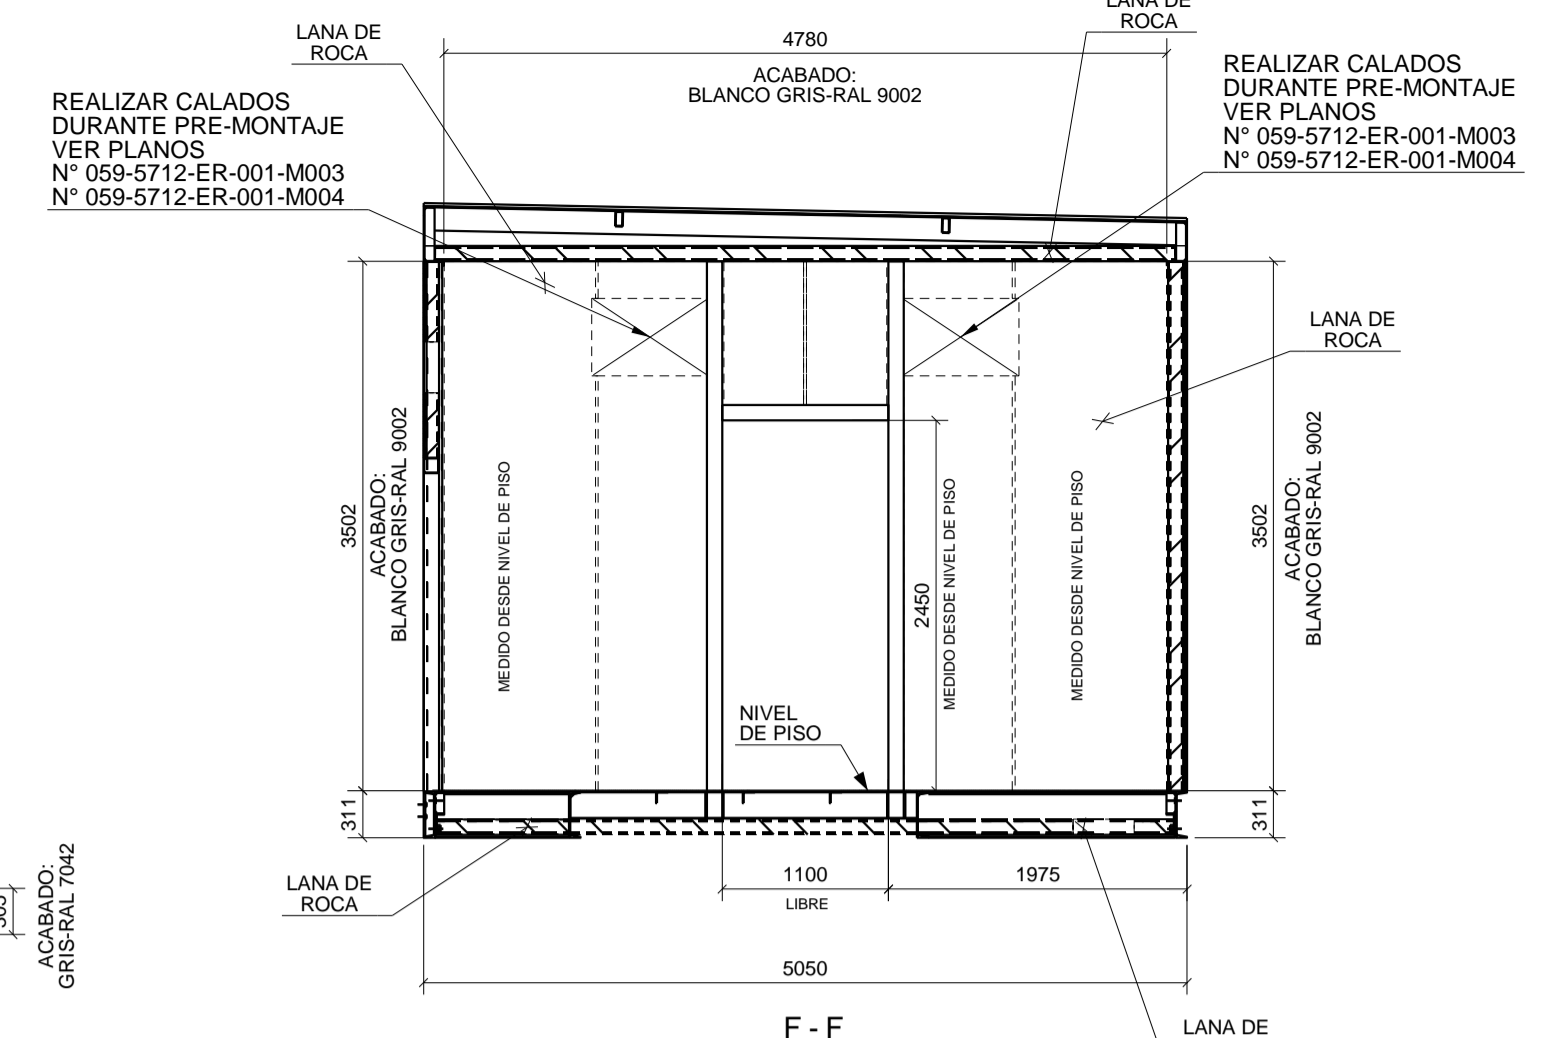 LANA DE
ROCA
LANA DE
ROCA
4780
ACABADO:
BLANCO GRIS-RAL 9002
REALIZAR CALADOS
DURANTE PRE-MONTAJE
VER PLANOS
N° 059-5712-ER-001-M003
N° 059-5712-ER-001-M004
REALIZAR CALADOS
DURANTE PRE-MONTAJE
VER PLANOS
N° 059-5712-ER-001-M003
N° 059-5712-ER-001-M004
LANA DE
ROCA
3502
ACABADO:
BLANCO GRIS-RAL 9002
MEDIDO DESDE NIVEL DE PISO
2450
MEDIDO DESDE NIVEL DE PISO
MEDIDO DESDE NIVEL DE PISO
3502
ACABADO:
BLANCO GRIS-RAL 9002
NIVEL
DE PISO
311
311
ACABADO:
GRIS-RAL 7042
LANA DE
ROCA
1100
LIBRE
1975
5050
F - F
LANA DE